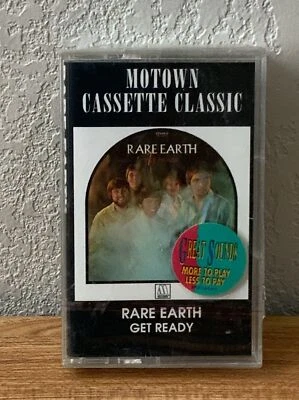 MOTOWN
CASSETTE CLASSIC
RARE EARTH
GREAT SOUNDS
MORE TO PLAY
LESS TO PAY
RARE EARTH
GET READY